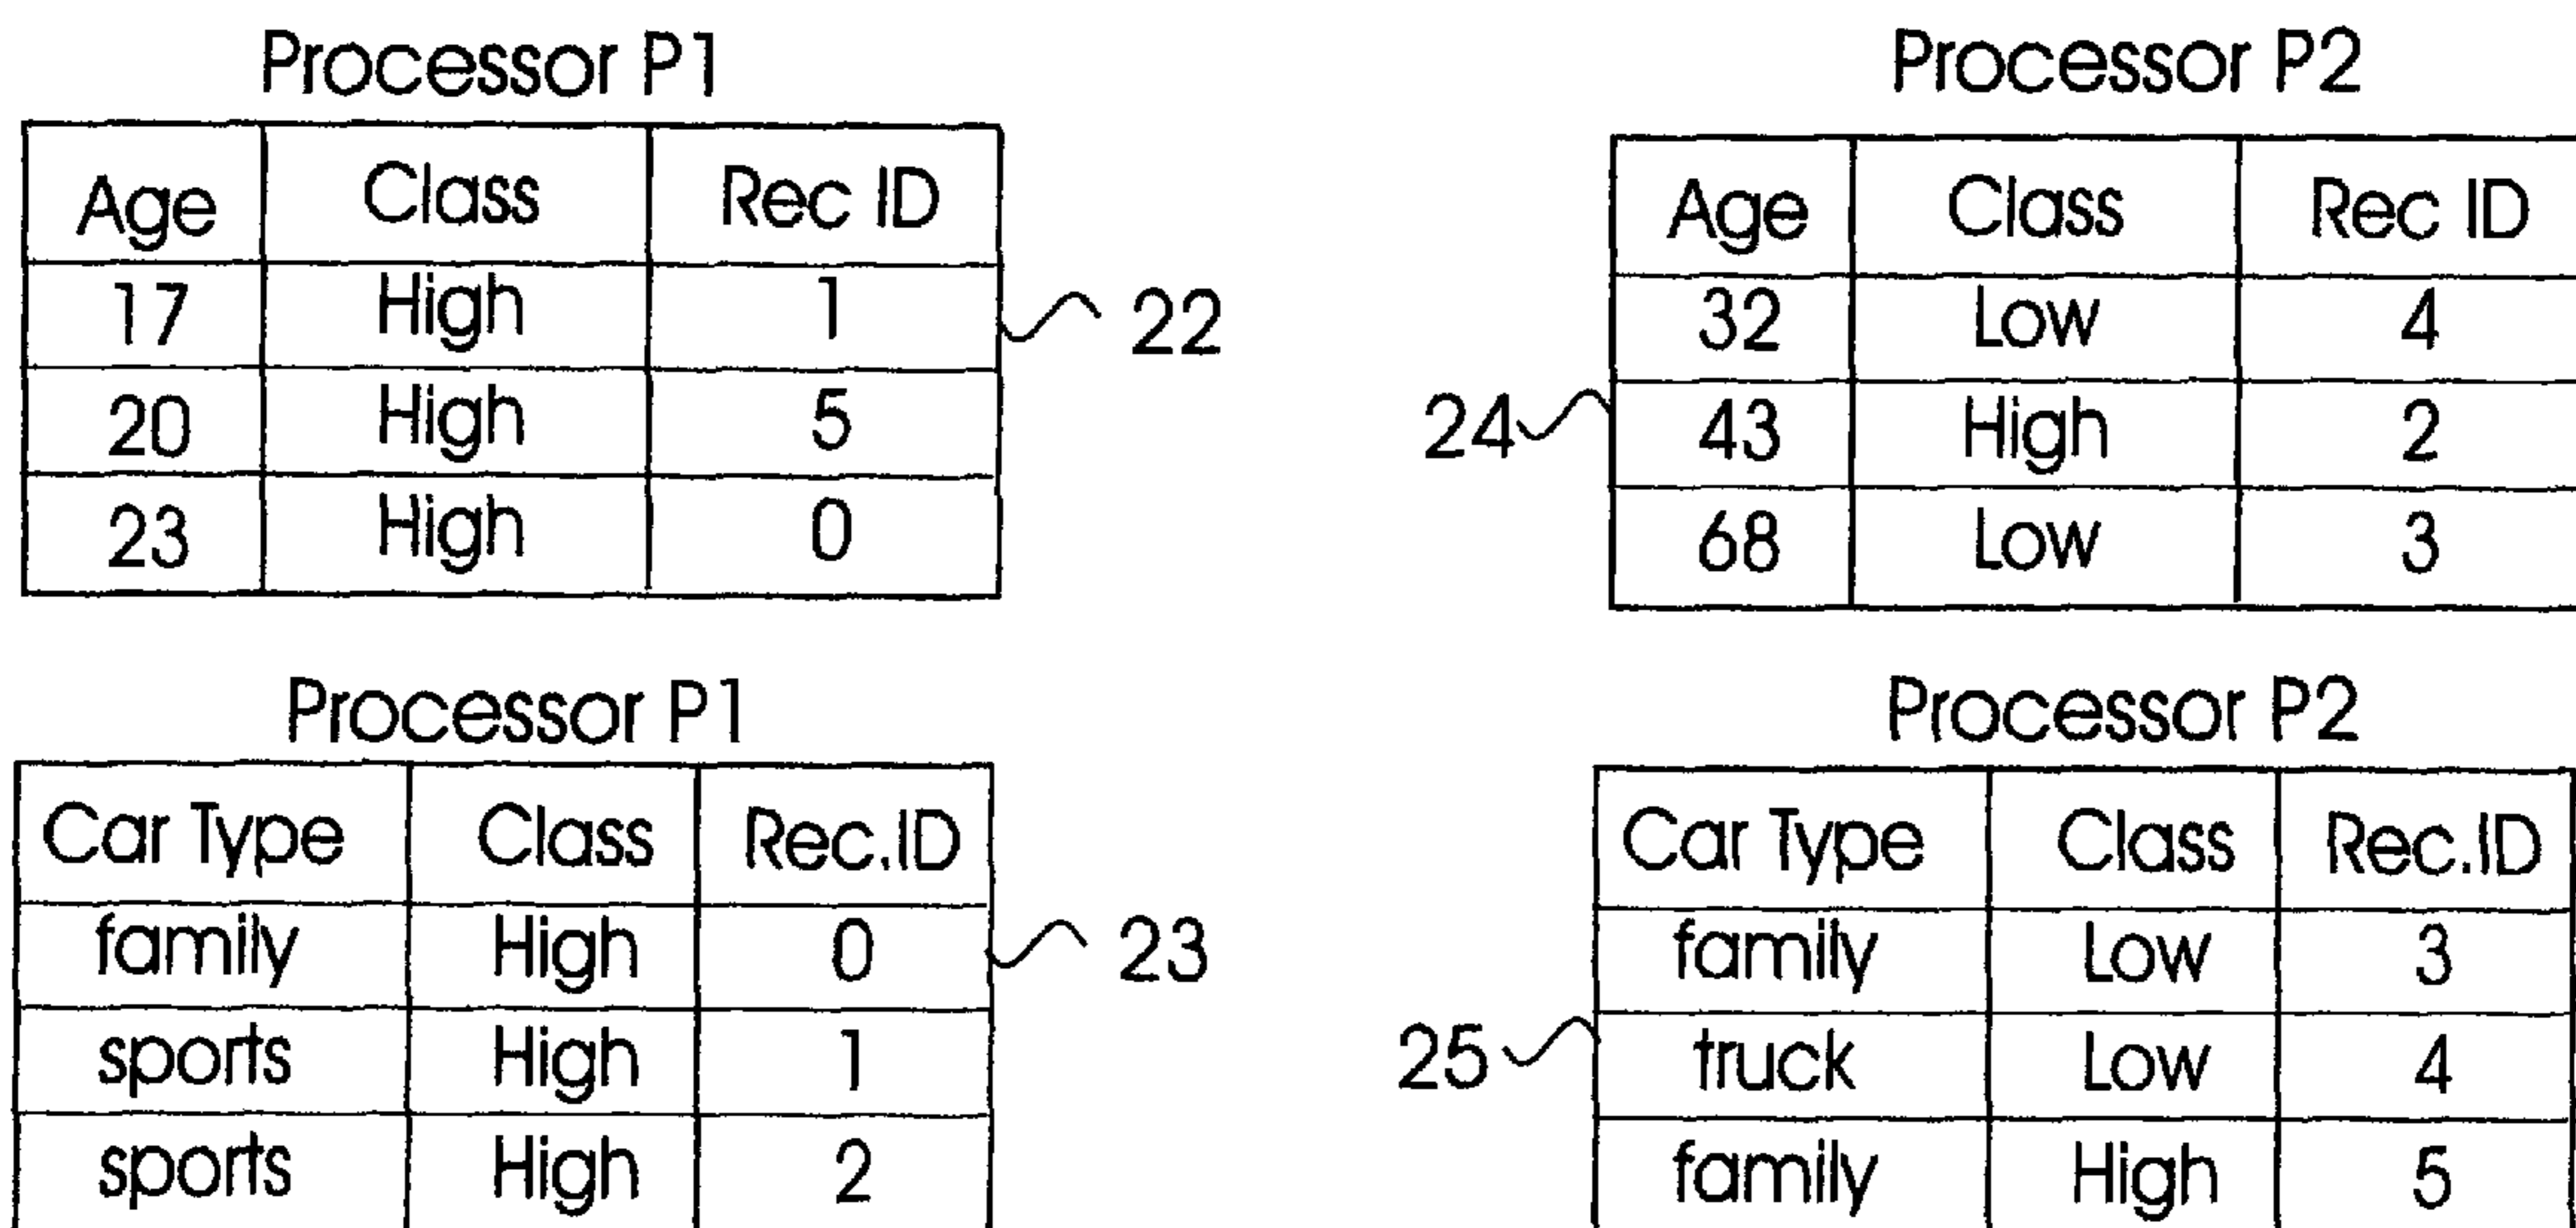 Processor P1
Age Class Rec ID
17 High 1
20 High 5
23 High 0
22
Processor P2
Age Class Rec ID
32 Low 4
43 High 2
68 Low 3
24
Processor P1
Car Type Class Rec.ID
family High 0
sports High 1
sports High 2
23
Processor P2
Car Type Class Rec.ID
family Low 3
truck Low 4
family High 5
25